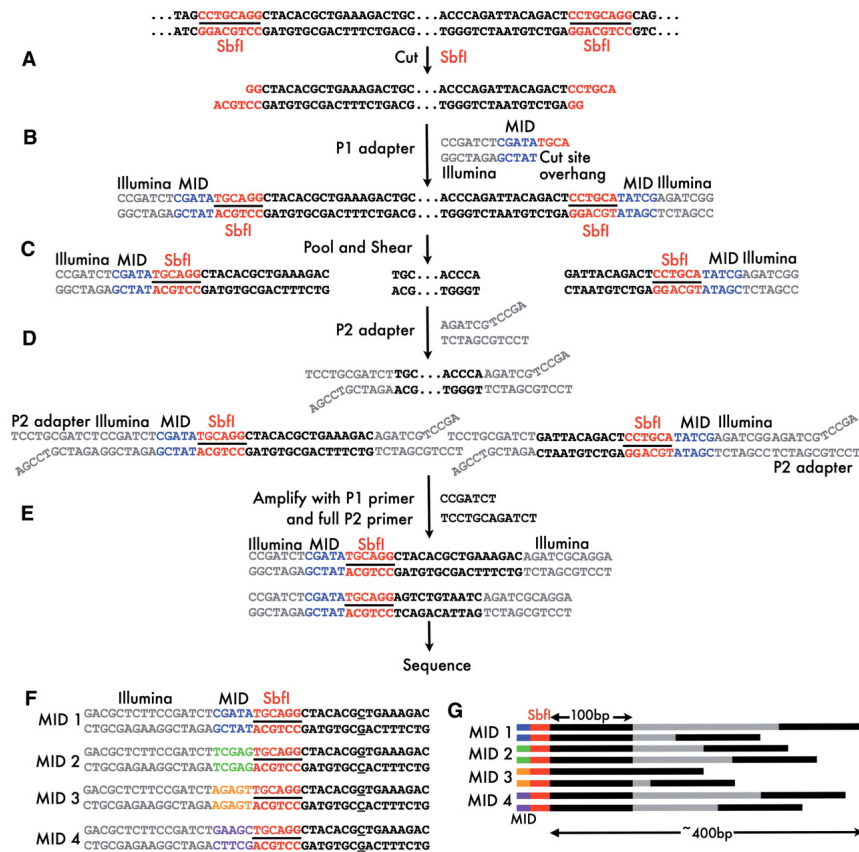 ...TAGCCTGCAGGCTACACGCTGAAAGACTGC...ACCCAGATTACAGACTCCTGCAGGCAG...
...ATCGGACGTCCGATGTGCGACTTTCTGACG...TGGGTCTAATGTCTGAGGACGTCCGTC...
SbfI SbfI
A Cut SbfI
GGCTACACGCTGAAAGACTGC...ACCCAGATTACAGACTCCTGCA
ACGTCCGATGTGCGACTTTCTGACG...TGGGTCTAATGTCTGAGG
B P1 adapter MID
CCGATCTCGATATGCA
GGCTAGAGCTAT Cut site overhang
Illumina
Illumina MID MID Illumina
CCGATCTCGATATGCAGGCTACACGCTGAAAGACTGC...ACCCAGATTACAGACTCCTGCATATCGAGATCGG
GGCTAGAGCTATACGTCCGATGTGCGACTTTCTGACG...TGGGTCTAATGTCTGAGGACGTATAGCTCTAGCC
SbfI SbfI
C Pool and Shear
Illumina MID SbfI SbfI MID Illumina
CCGATCTCGATATGCAGGCTACACGCTGAAAGAC TGC...ACCCA GATTACAGACTCCTGCATATCGAGATCGG
GGCTAGAGCTATACGTCCGATGTGCGACTTTCTG ACG...TGGGT CTAATGTCTGAGGACGTATAGCTCTAGCC
D P2 adapter
AGATCGTCCGA
TCTAGCGTCCT
TCCTGCGATCTTGC...ACCCAAGATCGTCCGA
AGCCTGCTAGAACG...TGGGTTCTAGCGTCCT
P2 adapter Illumina MID SbfI SbfI MID Illumina
TCCTGCGATCTCCGATCTCGATATGCAGGCTACACGCTGAAAGACAGATCGTCCGA TCCTGCGATCTGATTACAGACTCCTGCATATCGAGATCGGAGATCGTCCGA
AGCCTGCTAGAGGCTAGAGCTATACGTCCGATGTGCGACTTTCTGTCTAGCGTCCT AGCCTGCTAGACTAATGTCTGAGGACGTATAGCTCTAGCCTCTAGCGTCCT
P2 adapter
E Amplify with P1 primer CCGATCT
and full P2 primer TCCTGCAGATCT
Illumina MID SbfI Illumina
CCGATCTCGATATGCAGGCTACACGCTGAAAGACAGATCGCAGGA
GGCTAGAGCTATACGTCCGATGTGCGACTTTCTGTCTAGCGTCCT
CCGATCTCGATATGCAGGAGTCTGTAATCAGATCGCAGGA
GGCTAGAGCTATACGTCCTCAGACATTAGTCTAGCGTCCT
Sequence
F Illumina MID SbfI
MID 1 GACGCTCTTCCGATCTCGATATGCAGGCTACACGCTGAAAGAC
CTGCGAGAAGGCTAGAGCTATACGTCCGATGTGCGACTTTCTG
MID 2 GACGCTCTTCCGATCTTCGAGTGCAGGCTACACGGTGAAAGAC
CTGCGAGAAGGCTAGATCGAGACGTCCGATGTGCCACTTTCTG
MID 3 GACGCTCTTCCGATCTAGAGTTGCAGGCTACACGGTGAAAGAC
CTGCGAGAAGGCTAGAAGAGTACGTCCGATGTGCCACTTTCTG
MID 4 GACGCTCTTCCGATCTGAAGCTGCAGGCTACACGCTGAAAGAC
CTGCGAGAAGGCTAGACTTCGACGTCCGATGTGCGACTTTCTG
G SbfI 100bp
MID 1
MID 2
MID 3
MID 4
MID ~400bp